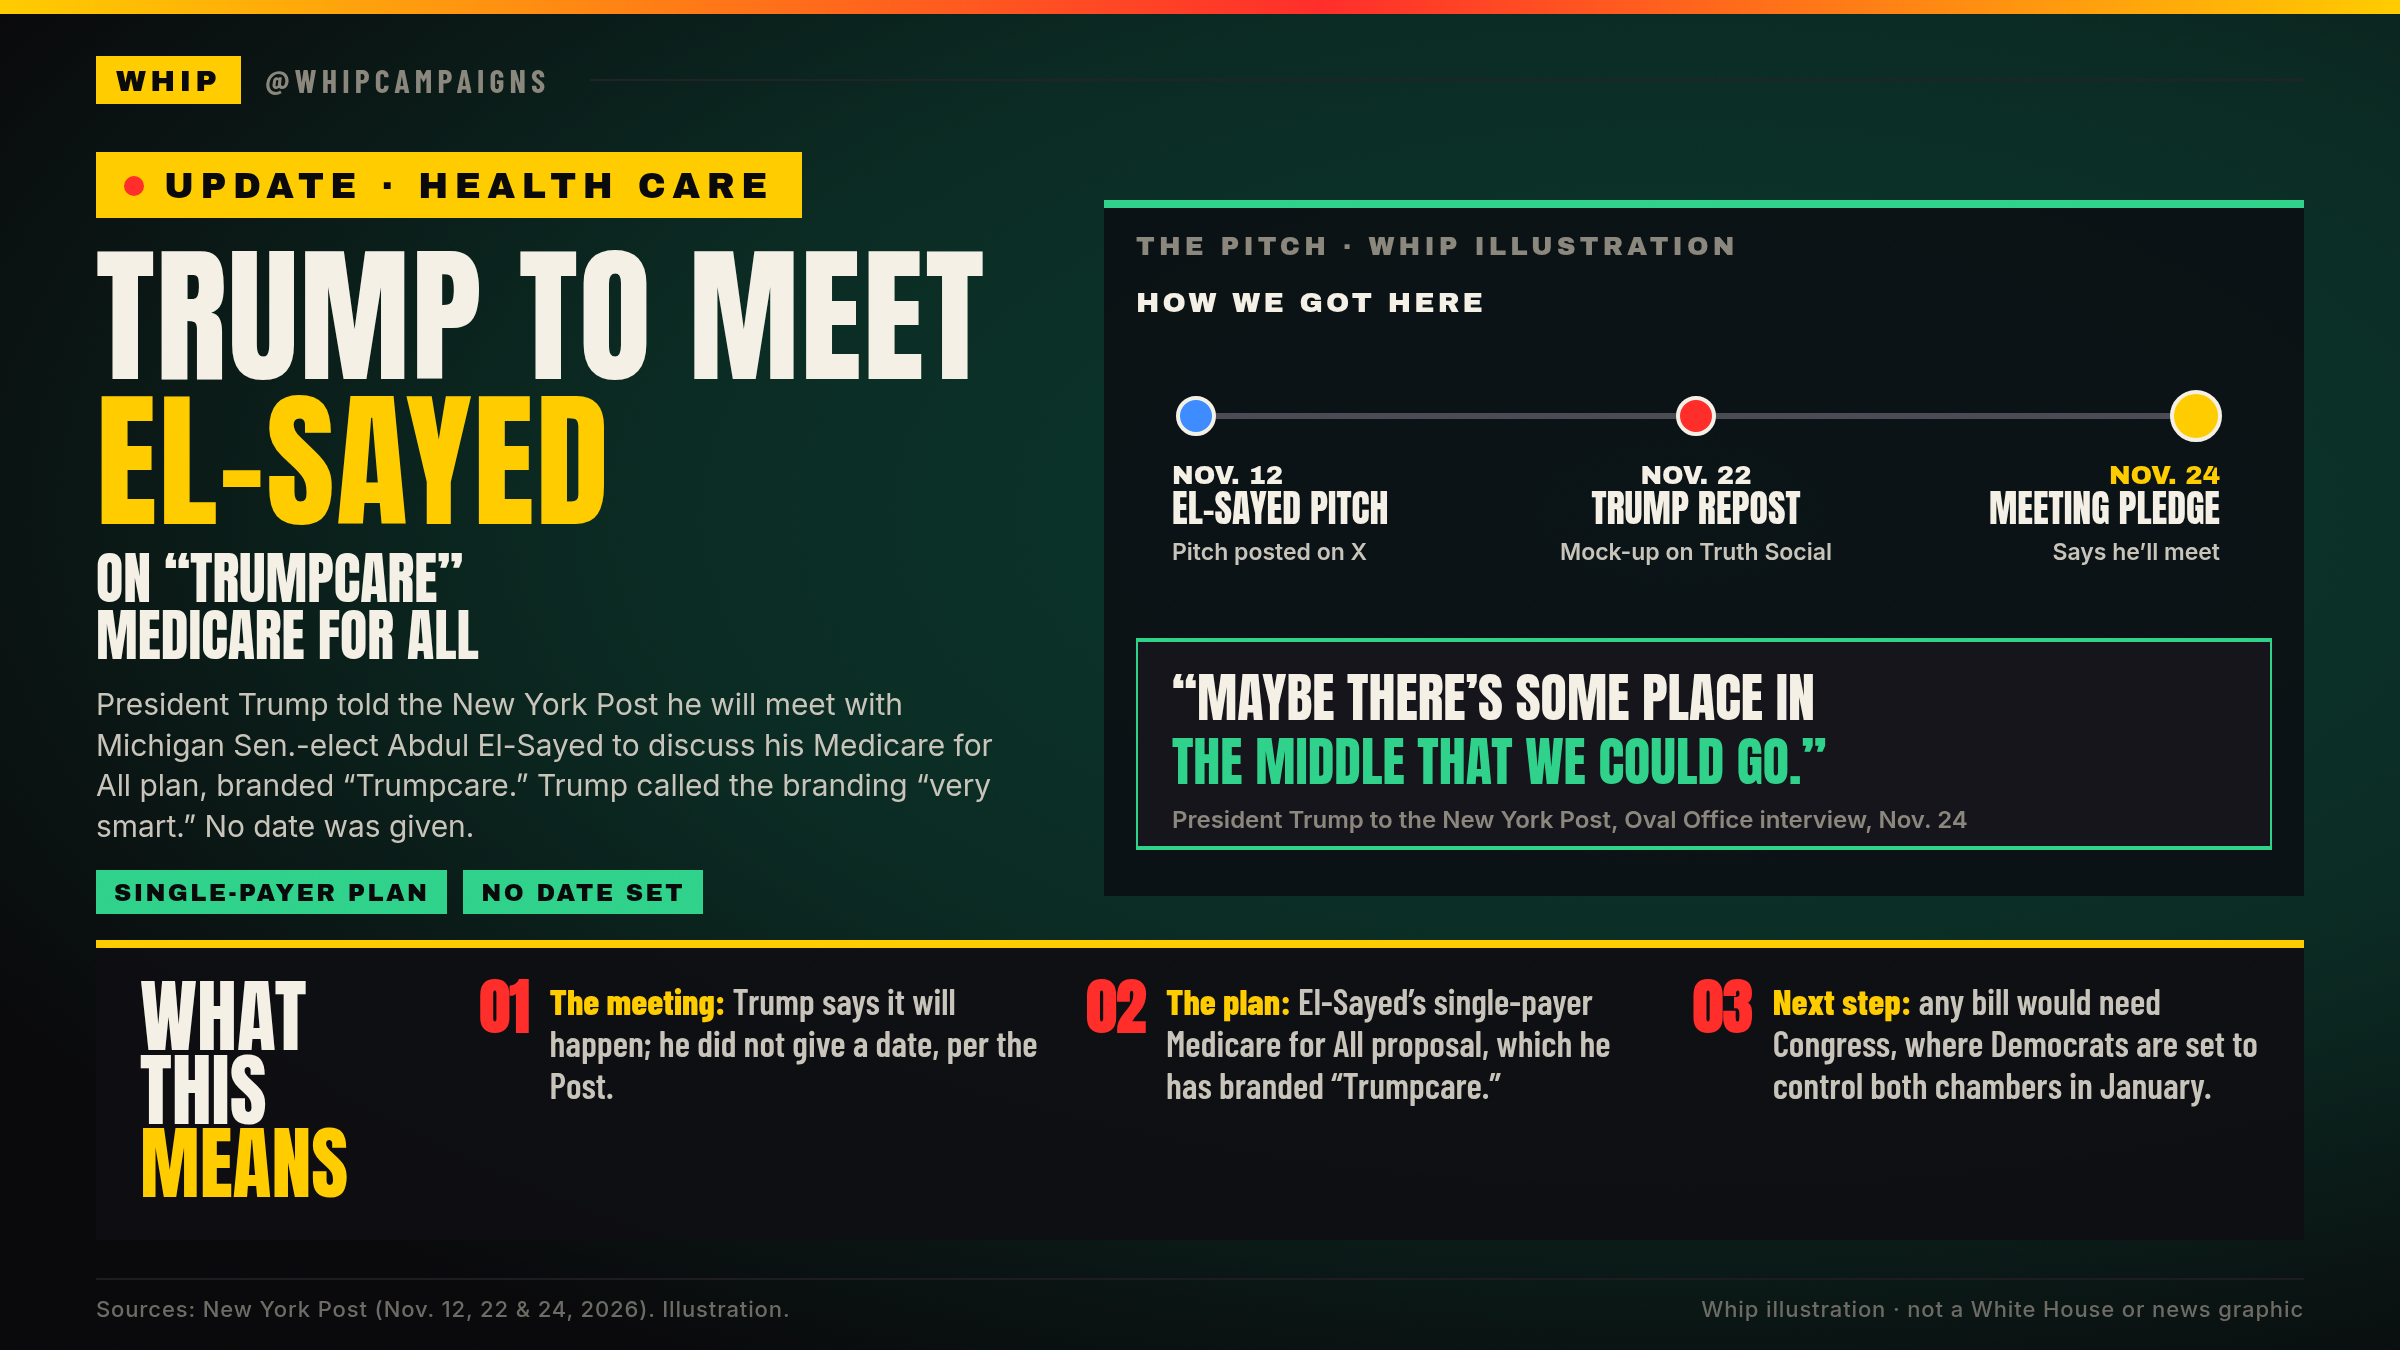 WHIP @WHIPCAMPAIGNS
UPDATE · HEALTH CARE
TRUMP TO MEET
EL-SAYED
ON “TRUMPCARE”
MEDICARE FOR ALL
President Trump told the New York Post he will meet with
Michigan Sen.-elect Abdul El-Sayed to discuss his Medicare for
All plan, branded “Trumpcare.” Trump called the branding “very
smart.” No date was given.
SINGLE-PAYER PLAN
NO DATE SET
THE PITCH · WHIP ILLUSTRATION
HOW WE GOT HERE
NOV. 12
EL-SAYED PITCH
Pitch posted on X
NOV. 22
TRUMP REPOST
Mock-up on Truth Social
NOV. 24
MEETING PLEDGE
Says he’ll meet
“MAYBE THERE’S SOME PLACE IN
THE MIDDLE THAT WE COULD GO.”
President Trump to the New York Post, Oval Office interview, Nov. 24
WHAT
THIS
MEANS
01
The meeting: Trump says it will
happen; he did not give a date, per the
Post.
02
The plan: El-Sayed’s single-payer
Medicare for All proposal, which he
has branded “Trumpcare.”
03
Next step: any bill would need
Congress, where Democrats are set to
control both chambers in January.
Sources: New York Post (Nov. 12, 22 & 24, 2026). Illustration.
Whip illustration · not a White House or news graphic